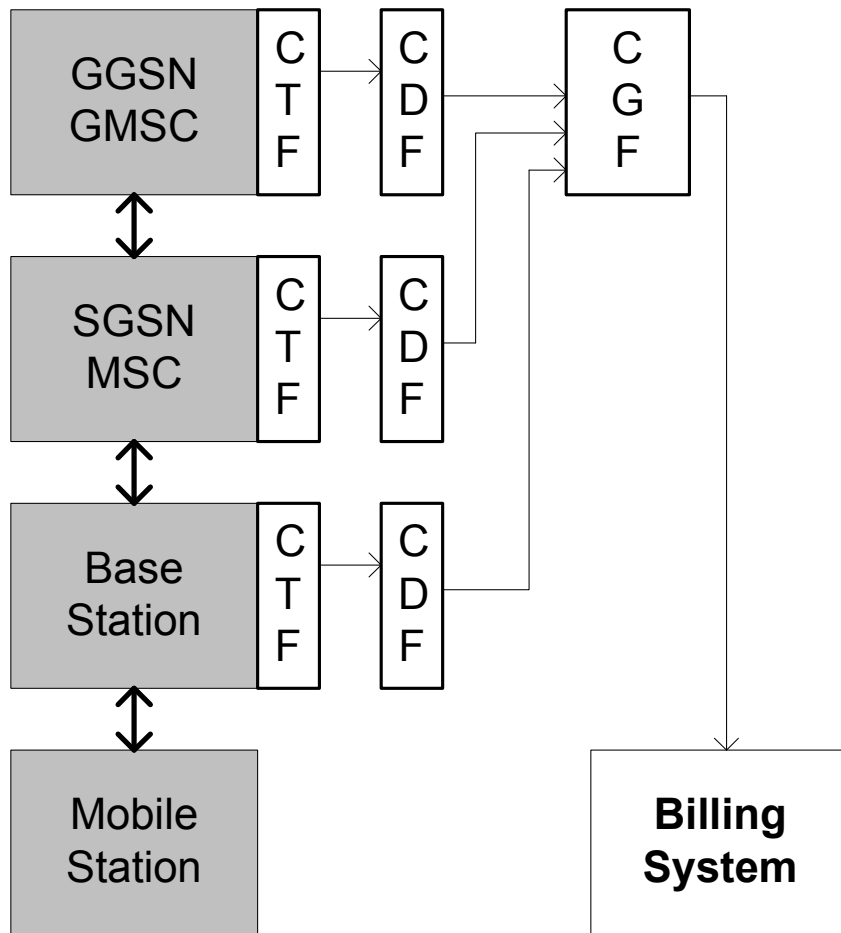 GGSN
GMSC
C
T
F
C
D
F
C
G
F
SGSN
MSC
C
T
F
C
D
F
Base
Station
C
T
F
C
D
F
Mobile
Station
Billing
System